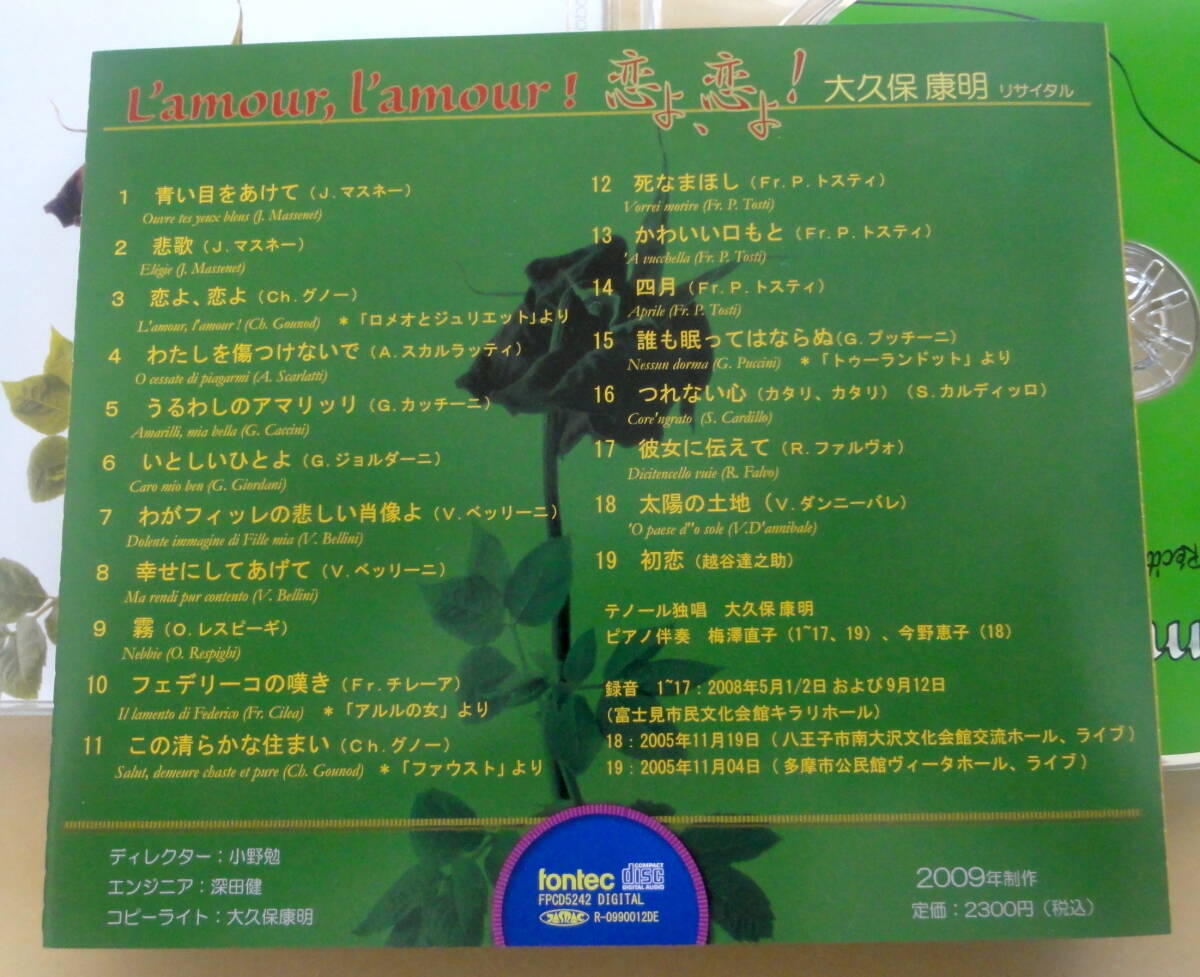 L'amour, l'amour ! 恋よ、恋よ! 大久保 康明 リサイタル
1 青い目をあけて (J. マスネー)
Ouvre tes yeux bleus (J. Massenet)
2 悲歌 (J. マスネー)
Elégie (J. Massenet)
3 恋よ、恋よ (Ch. グノー)
L'amour, l'amour ! (Ch. Gounod) *「ロメオとジュリエット」より
4 わたしを傷つけないで (A. スカルラッティ)
O cessate di piagarmi (A. Scarlatti)
5 うるわしのアマリッリ (G. カッチーニ)
Amarilli, mia bella (G. Caccini)
6 いとしいひとよ (G. ジョルダーニ)
Caro mio ben (G. Giordani)
7 わがフィッレの悲しい肖像よ (V. ベッリーニ)
Dolente immagine di Fille mia (V. Bellini)
8 幸せにしてあげて (V. ベッリーニ)
Ma rendi pur contento (V. Bellini)
9 霧 (O. レスピーギ)
Nebbie (O. Respighi)
10 フェデリーコの嘆き (Fr. チレーア)
Il lamento di Federico (Fr. Cilea) *「アルルの女」より
11 この清らかな住まい (Ch. グノー)
Salut, demeure chaste et pure (Ch. Gounod) *「ファウスト」より
12 死なまほし (Fr. P. トスティ)
Vorrei morire (Fr. P. Tosti)
13 かわいい口もと (Fr. P. トスティ)
'A vucchella (Fr. P. Tosti)
14 四月 (Fr. P. トスティ)
Aprile (Fr. P. Tosti)
15 誰も眠ってはならぬ (G. プッチーニ)
Nessun dorma (G. Puccini) *「トゥーランドット」より
16 つれない心 (カタリ、カタリ) (S. カルディッロ)
Core'ngrato (S. Cardillo)
17 彼女に伝えて (R. ファルヴォ)
Dicitencello vuie (R. Falvo)
18 太陽の土地 (V. ダンニーバレ)
'O paese d''o sole (V.D'annibale)
19 初恋 (越谷達之助)
テノール独唱 大久保 康明
ピアノ伴奏 梅澤直子 (1~17、19)、今野恵子 (18)
録音 1~17:2008年5月1/2日 および9月12日
(富士見市民文化会館キラリホール)
18:2005年11月19日 (八王子市南大沢文化会館交流ホール、ライブ)
19:2005年11月04日 (多摩市公民館ヴィータホール、ライブ)
ディレクター:小野勉
エンジニア:深田健
コピーライト:大久保康明
fontec COMPACT disc DIGITAL AUDIO
FPCD5242 DIGITAL
JASRAC R-0990012DE
2009年制作
定価:2300円(税込)